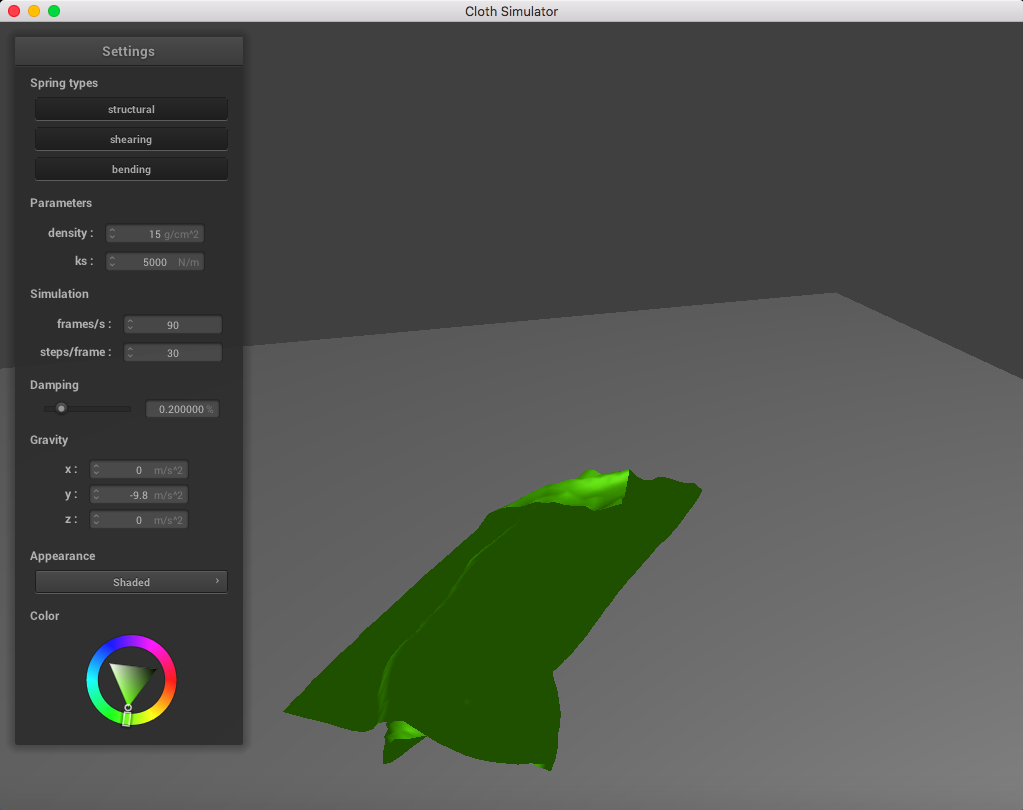 Cloth Simulator
Settings
Spring types
structural
shearing
bending
Parameters
density : 15 g/cm^2
ks : 5000 N/m
Simulation
frames/s : 90
steps/frame : 30
Damping
0.200000 %
Gravity
x : 0 m/s^2
y : -9.8 m/s^2
z : 0 m/s^2
Appearance
Shaded
Color